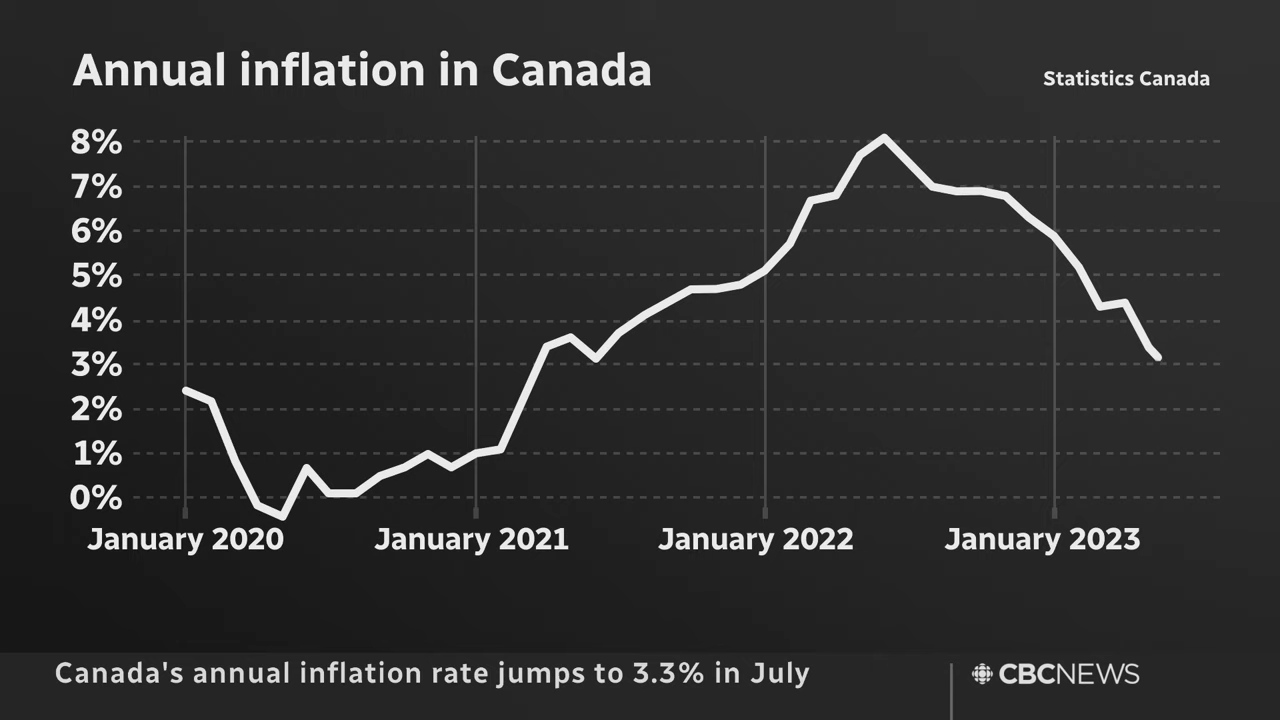 Annual inflation in Canada
Statistics Canada
8%
7%
6%
5%
4%
3%
2%
1%
0%
January 2020 January 2021 January 2022 January 2023
Canada's annual inflation rate jumps to 3.3% in July
CBCNEWS